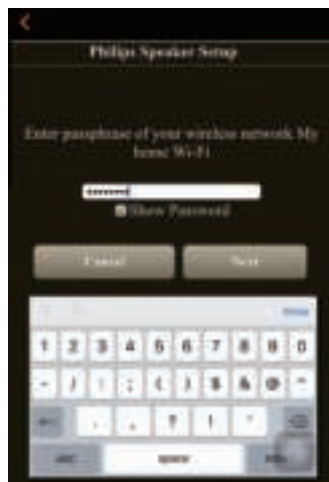 Philips Speaker Setup
Enter passphrase of your wireless network My
home Wi-Fi
Show Password
Cancel Next
1 2 3 4 5 6 7 8 9 0
- / : ; ( ) $ & @ "
. , ? ! '
ABC space